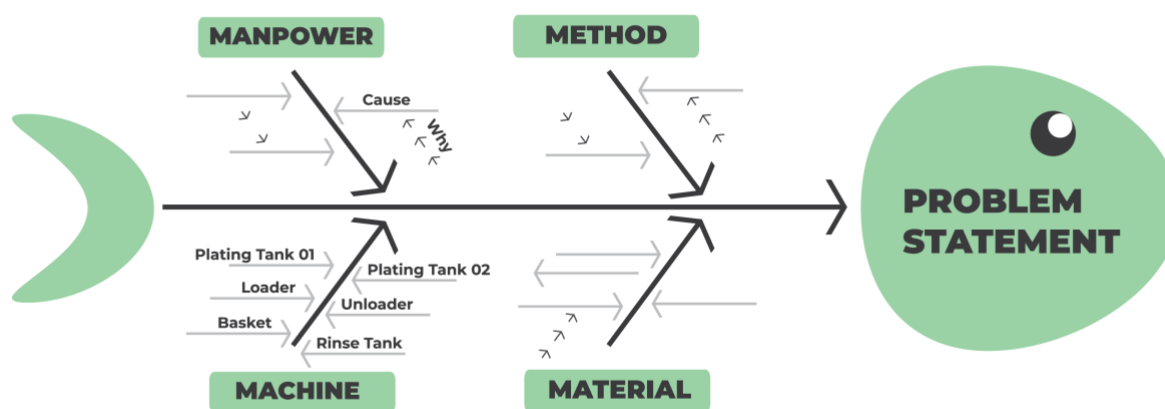 MANPOWER
METHOD
Cause
Why
PROBLEM
STATEMENT
Plating Tank 01
Plating Tank 02
Loader
Unloader
Basket
Rinse Tank
MACHINE
MATERIAL